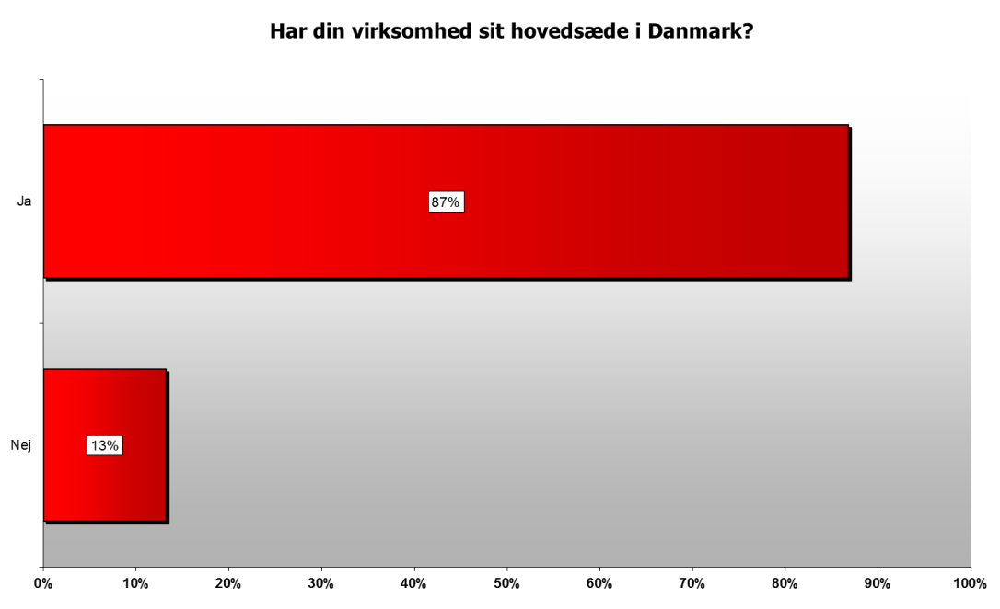 Har din virksomhed sit hovedsæde i Danmark?
Ja
87%
Nej
13%
0% 10% 20% 30% 40% 50% 60% 70% 80% 90% 100%